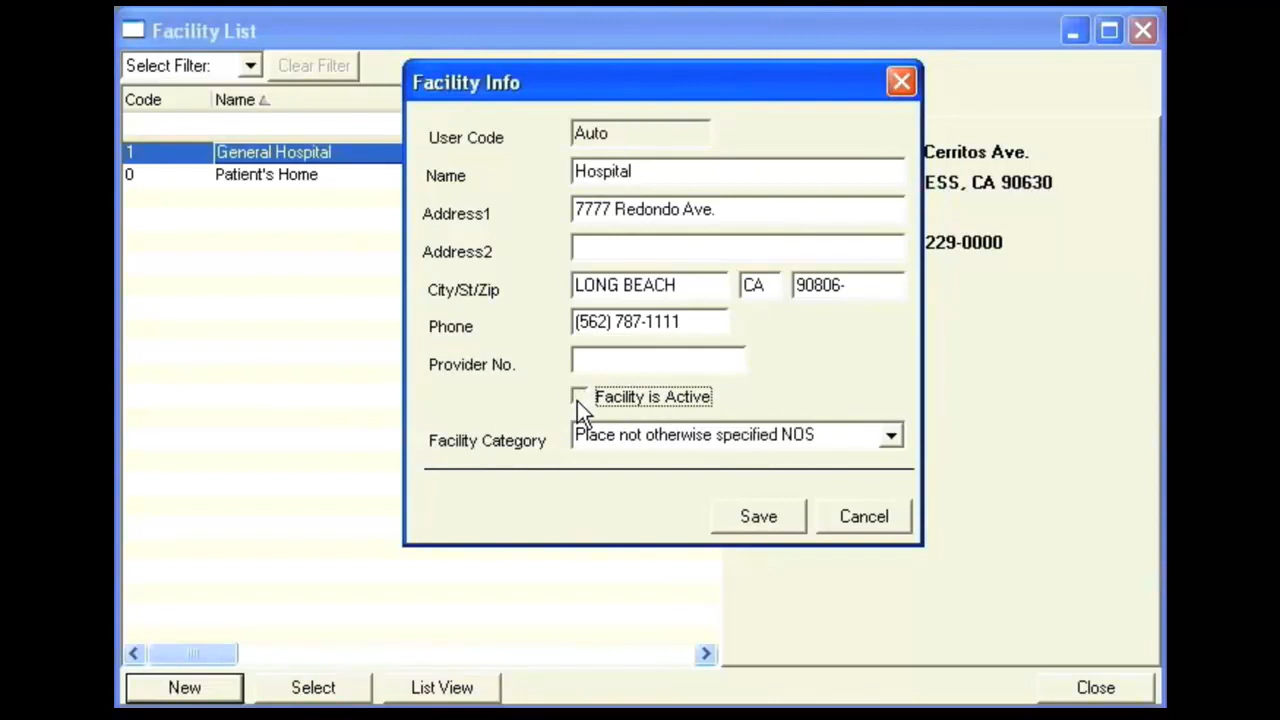 Facility List
Select Filter:
Clear Filter
Code
Name
1
General Hospital
0
Patient's Home
Cerritos Ave.
ESS, CA 90630
229-0000
Facility Info
User Code
Auto
Name
Hospital
Address1
7777 Redondo Ave.
Address2
City/St/Zip
LONG BEACH
CA
90806-
Phone
(562) 787-1111
Provider No.
Facility is Active
Facility Category
Place not otherwise specified NOS
Save
Cancel
New
Select
List View
Close